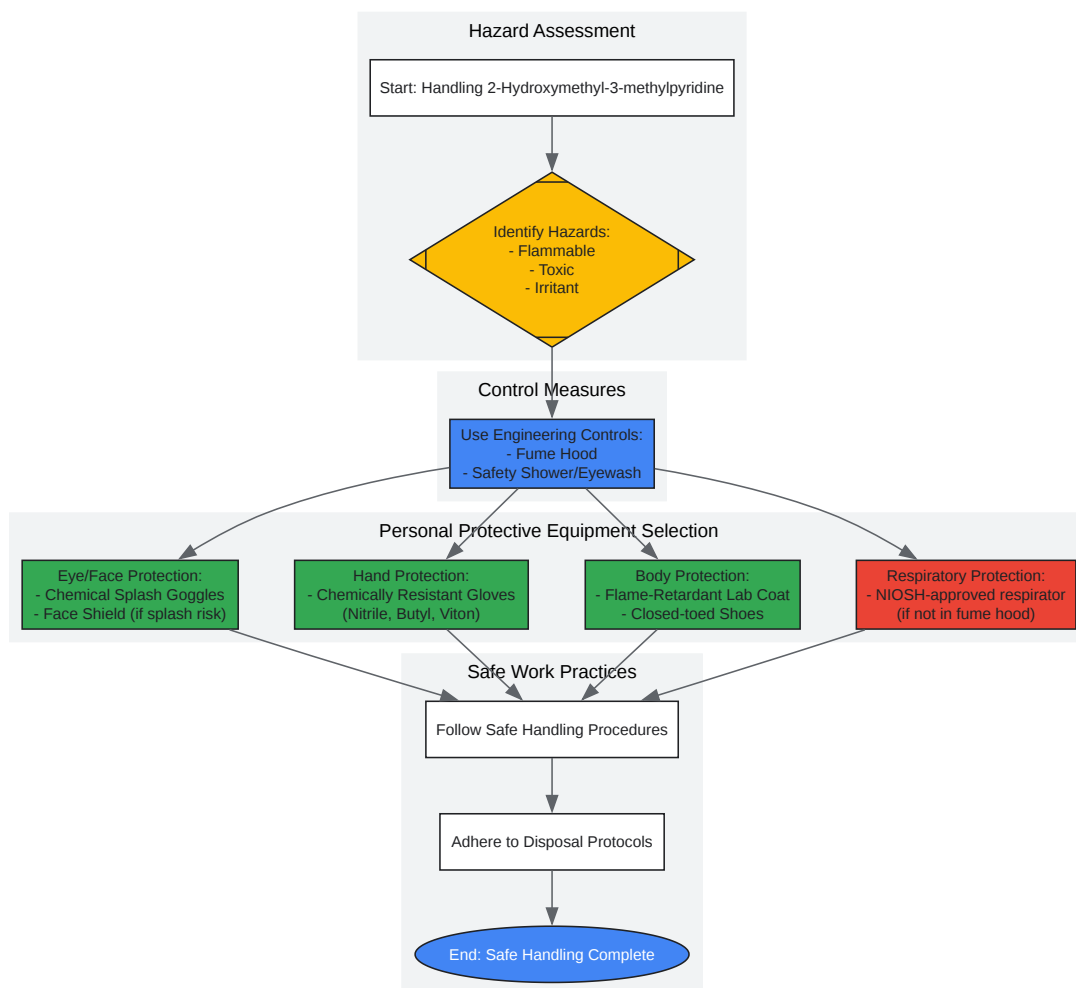 Hazard Assessment
Start: Handling 2-Hydroxymethyl-3-methylpyridine
Identify Hazards:
- Flammable
- Toxic
- Irritant
Control Measures
Use Engineering Controls:
- Fume Hood
- Safety Shower/Eyewash
Personal Protective Equipment Selection
Eye/Face Protection:
- Chemical Splash Goggles
- Face Shield (if splash risk)
Hand Protection:
- Chemically Resistant Gloves
(Nitrile, Butyl, Viton)
Body Protection:
- Flame-Retardant Lab Coat
- Closed-toed Shoes
Respiratory Protection:
- NIOSH-approved respirator
(if not in fume hood)
Safe Work Practices
Follow Safe Handling Procedures
Adhere to Disposal Protocols
End: Safe Handling Complete